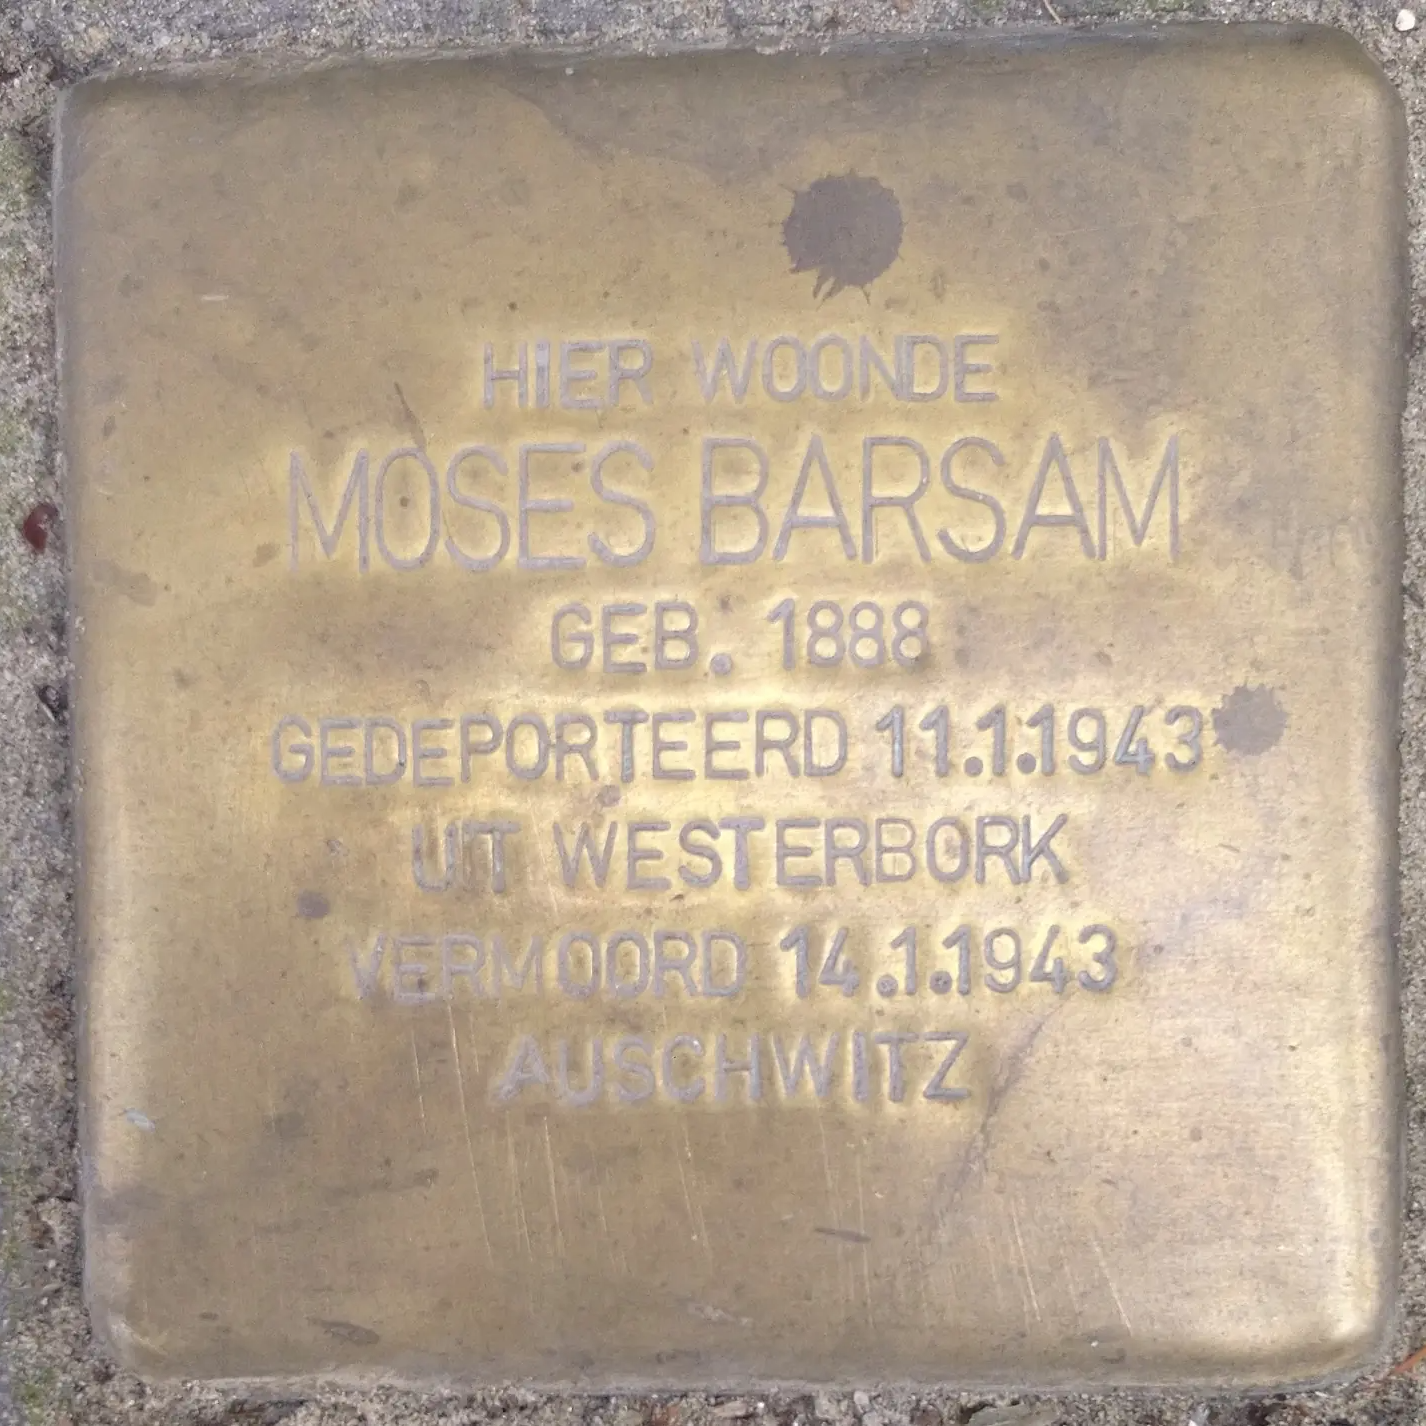 HIER WOONDE
MOSES BARSAM
GEB. 1888
GEDEPORTEERD 11.1.1943
UIT WESTERBORK
VERMOORD 14.1.1943
AUSCHWITZ